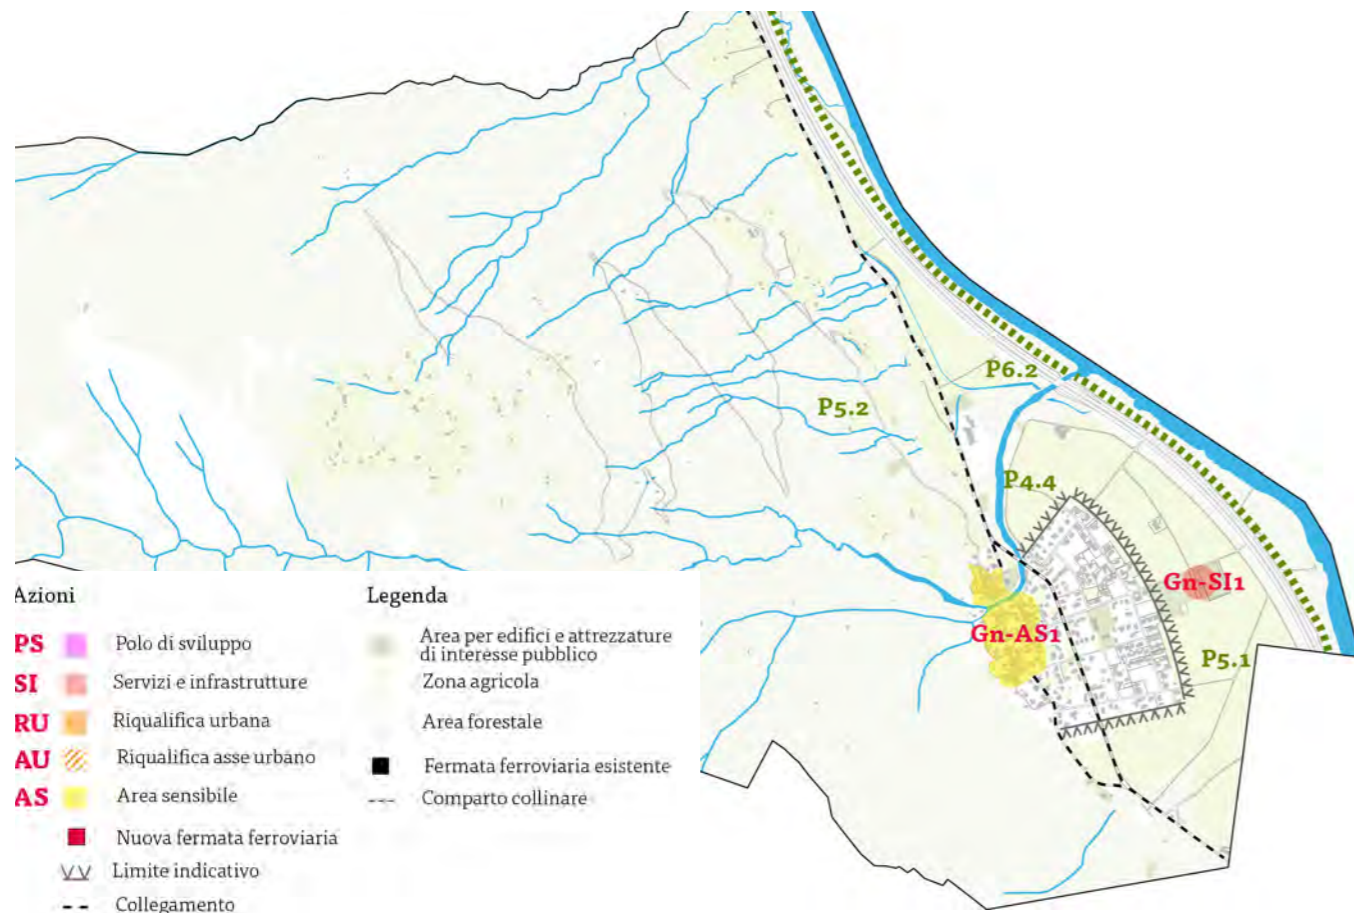 P6.2
P5.2
P4.4
Gn-SI1
Gn-AS1
P5.1
Azioni
PS Polo di sviluppo
SI Servizi e infrastrutture
RU Riqualifica urbana
AU Riqualifica asse urbano
AS Area sensibile
Nuova fermata ferroviaria
Limite indicativo
Collegamento
Legenda
Area per edifici e attrezzature
di interesse pubblico
Zona agricola
Area forestale
Fermata ferroviaria esistente
Comparto collinare